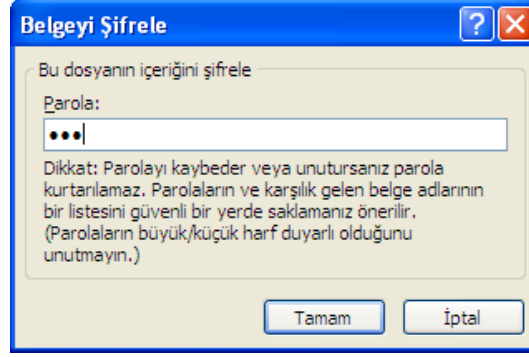 Belgeyi Şifrele
Bu dosyanın içeriğini şifrele
Parola:
•••
Dikkat: Parolayı kaybeder veya unutursanız parola
kurtarılamaz. Parolaların ve karşılık gelen belge adlarının
bir listesini güvenli bir yerde saklamanız önerilir.
(Parolaların büyük/küçük harf duyarlı olduğunu
unutmayın.)
Tamam
İptal